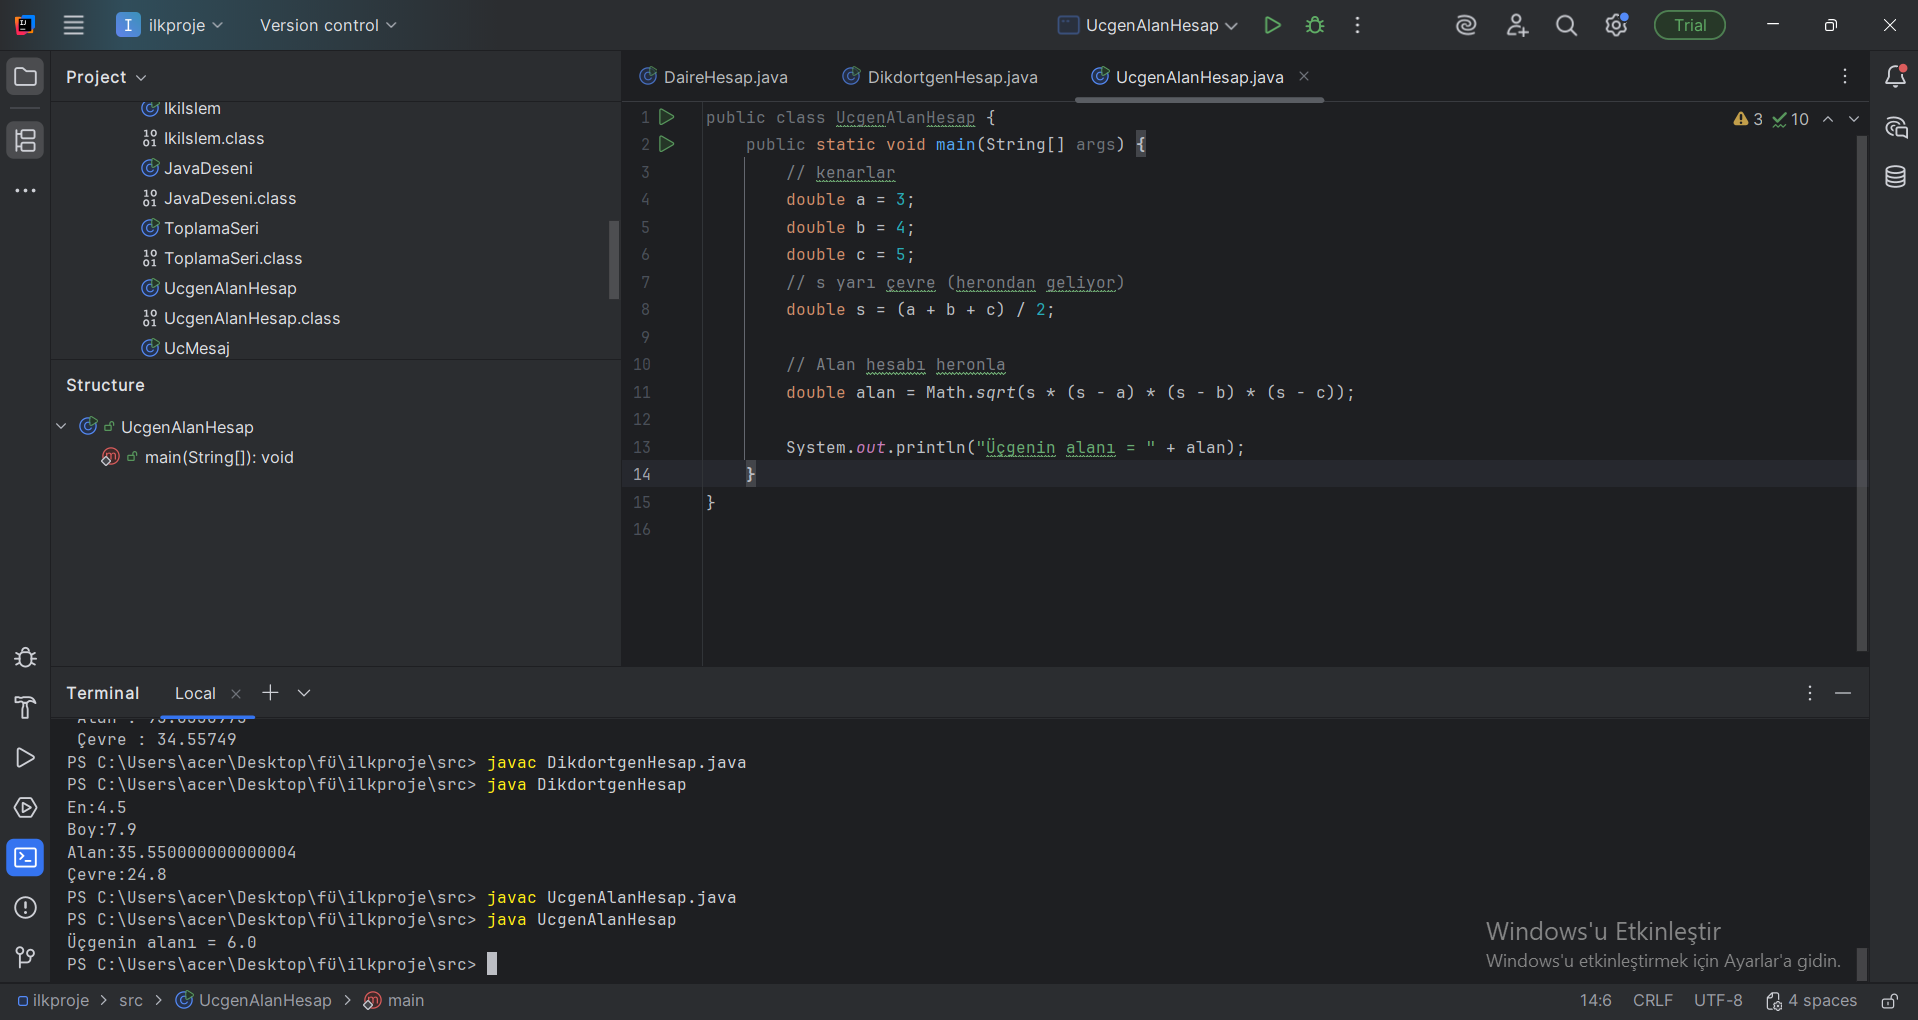 I ilkproje Version control UcgenAlanHesap Trial
Project
IkiIslem
IkiIslem.class
JavaDeseni
JavaDeseni.class
ToplamaSeri
ToplamaSeri.class
UcgenAlanHesap
UcgenAlanHesap.class
UcMesaj
Structure
UcgenAlanHesap
main(String[]): void
DaireHesap.java DikdortgenHesap.java UcgenAlanHesap.java
3 10
1 public class UcgenAlanHesap {
2 public static void main(String[] args) {
3 // kenarlar
4 double a = 3;
5 double b = 4;
6 double c = 5;
7 // s yarı çevre (herondan geliyor)
8 double s = (a + b + c) / 2;
9
10 // Alan hesabı heronla
11 double alan = Math.sqrt(s * (s - a) * (s - b) * (s - c));
12
13 System.out.println("Üçgenin alanı = " + alan);
14 }
15 }
16
Terminal Local
Çevre : 34.55749
PS C:\Users\acer\Desktop\fü\ilkproje\src> javac DikdortgenHesap.java
PS C:\Users\acer\Desktop\fü\ilkproje\src> java DikdortgenHesap
En:4.5
Boy:7.9
Alan:35.550000000000004
Çevre:24.8
PS C:\Users\acer\Desktop\fü\ilkproje\src> javac UcgenAlanHesap.java
PS C:\Users\acer\Desktop\fü\ilkproje\src> java UcgenAlanHesap
Üçgenin alanı = 6.0
PS C:\Users\acer\Desktop\fü\ilkproje\src>
Windows'u Etkinleştir
Windows'u etkinleştirmek için Ayarlar'a gidin.
ilkproje > src > UcgenAlanHesap > main 14:6 CRLF UTF-8 4 spaces